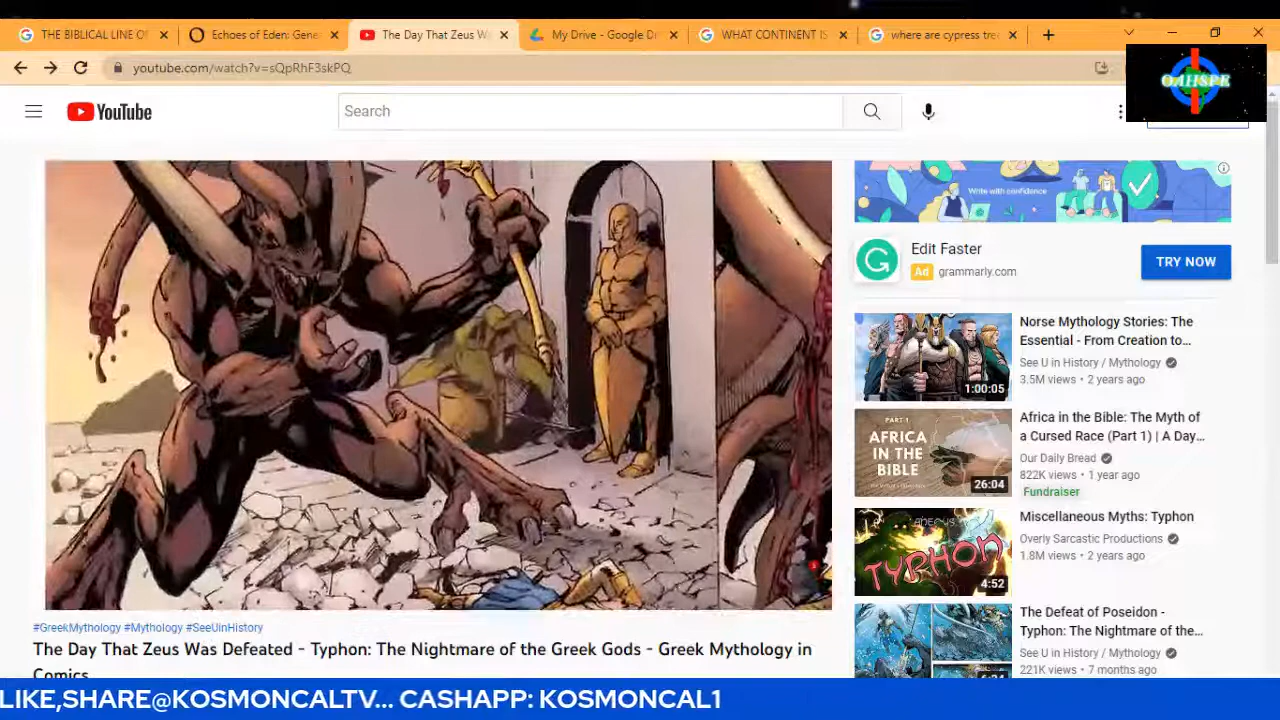 THE BIBLICAL LINE O
Echoes of Eden: Gene
The Day That Zeus W
My Drive - Google D
WHAT CONTINENT IS
where are cypress tre
youtube.com/watch?v=sQpRhF3skPQ
OAHSPE
YouTube
Search
Write with confidence
Edit Faster
Ad grammarly.com
TRY NOW
Norse Mythology Stories: The
Essential - From Creation to...
See U in History / Mythology
3.5M views • 2 years ago
1:00:05
PART 1
AFRICA
IN THE
BIBLE
26:04
Africa in the Bible: The Myth of
a Cursed Race (Part 1) | A Day...
Our Daily Bread
822K views • 1 year ago
Fundraiser
TYPHON
4:52
Miscellaneous Myths: Typhon
Overly Sarcastic Productions
1.8M views • 2 years ago
The Defeat of Poseidon -
Typhon: The Nightmare of the...
See U in History / Mythology
221K views • 7 months ago
#GreekMythology #Mythology #SeeUinHistory
The Day That Zeus Was Defeated - Typhon: The Nightmare of the Greek Gods - Greek Mythology in
Comics
LIKE,SHARE@KOSMONCALTV... CASHAPP: KOSMONCAL1